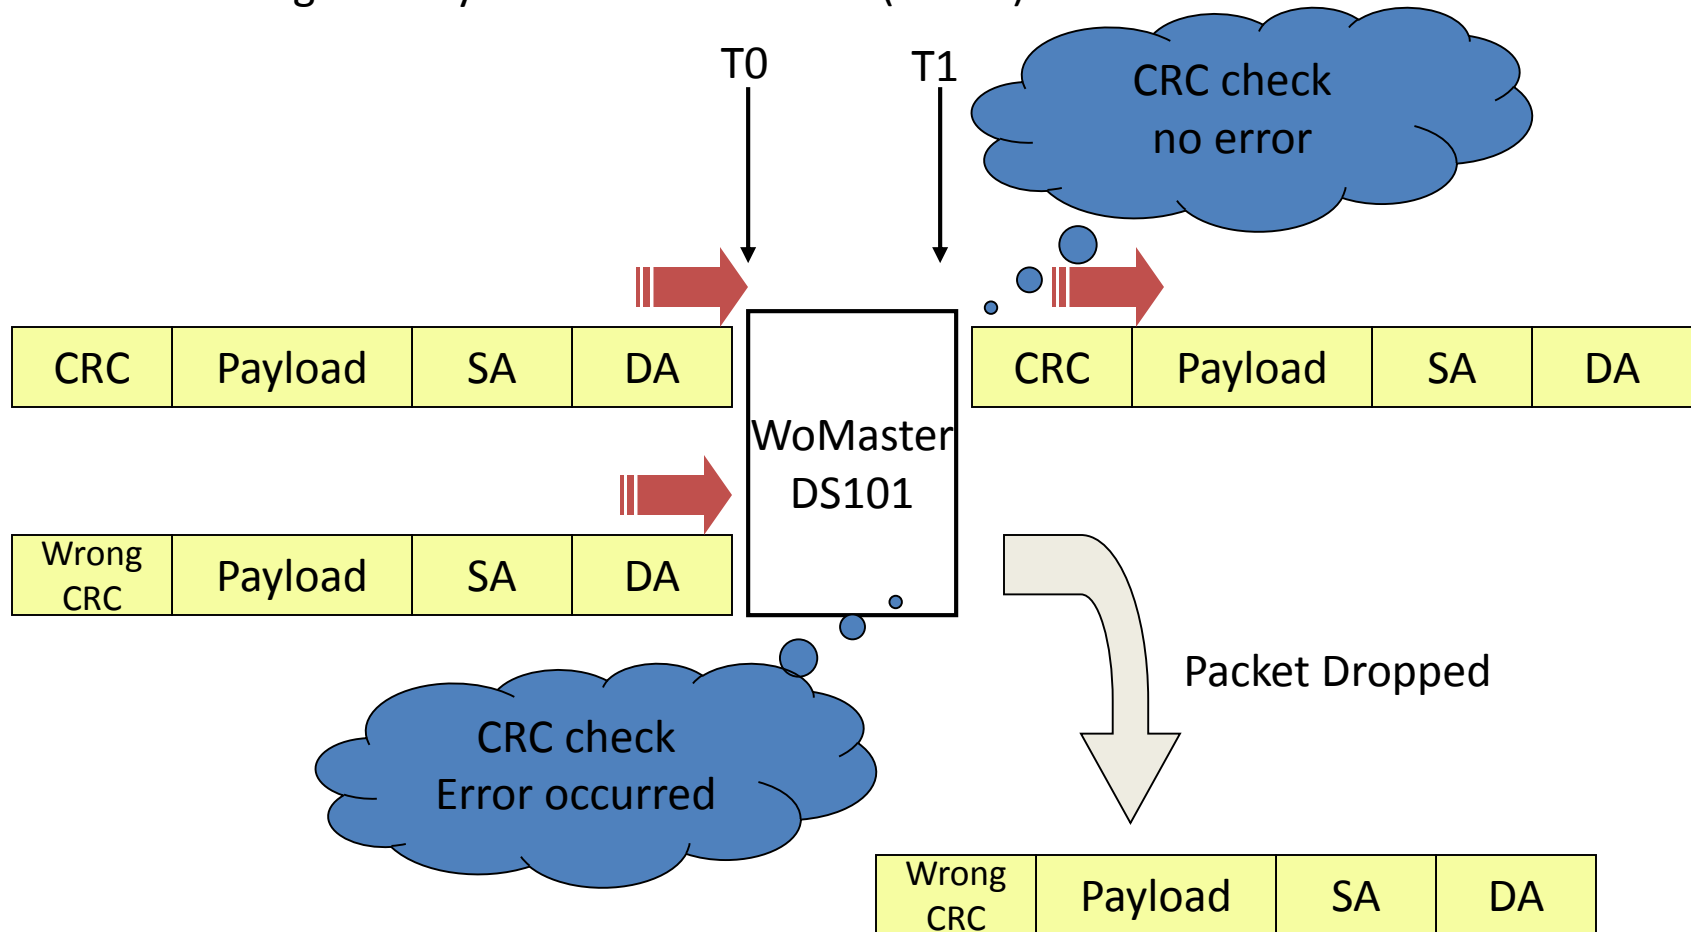 T0
T1
CRC check
no error
CRC Payload SA DA
CRC Payload SA DA
WoMaster
DS101
Wrong
CRC
Payload SA DA
Packet Dropped
CRC check
Error occurred
Wrong
CRC
Payload SA DA